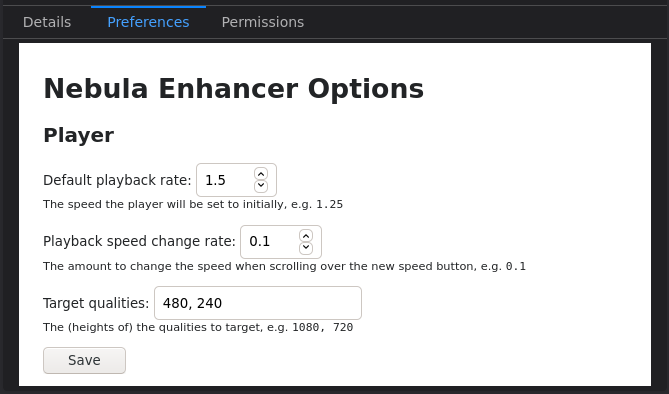 Details Preferences Permissions
Nebula Enhancer Options
Player
Default playback rate: 1.5
The speed the player will be set to initially, e.g. 1.25
Playback speed change rate: 0.1
The amount to change the speed when scrolling over the new speed button, e.g. 0.1
Target qualities: 480, 240
The (heights of) the qualities to target, e.g. 1080, 720
Save